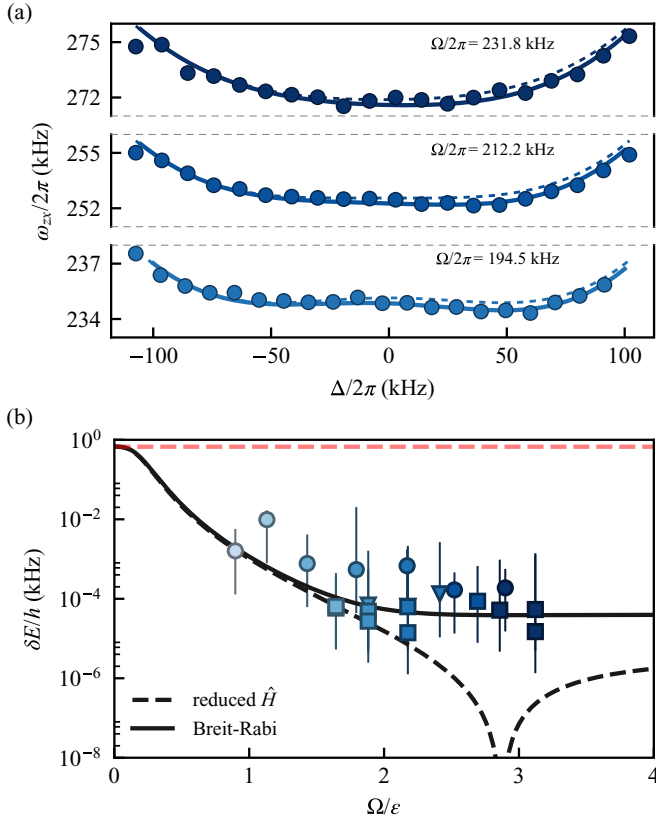 (a)
275
272
Ω/2π = 231.8 kHz
255
252
Ω/2π = 212.2 kHz
237
234
Ω/2π = 194.5 kHz
ω_zx/2π (kHz)
−100 −50 0 50 100
Δ/2π (kHz)
(b)
10^0
10^−2
10^−4
10^−6
10^−8
δE/h (kHz)
reduced Ĥ
Breit-Rabi
0 1 2 3 4
Ω/ε